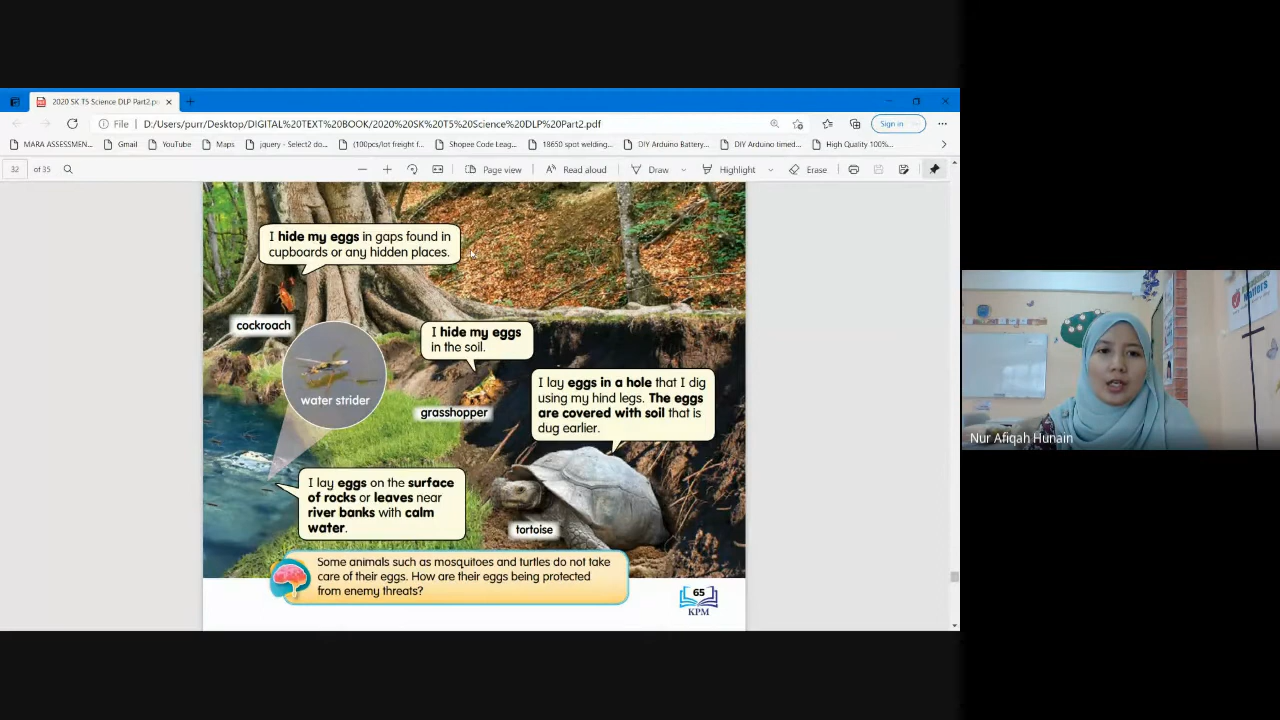 2020 SK T5 Science DLP Part2.p
File
D:/Users/purr/Desktop/DIGITAL%20TEXT%20BOOK/2020%20SK%20T5%20Science%20DLP%20Part2.pdf
Sign in
MARA ASSESSMEN...
Gmail
YouTube
Maps
jquery - Select2 do...
(100pcs/lot freight f...
Shopee Code Leag...
18650 spot welding...
DIY Arduino Battery...
DIY Arduino timed...
High Quality 100%...
32 of 35
Page view
Read aloud
Draw
Highlight
Erase
I hide my eggs in gaps found in
cupboards or any hidden places.
cockroach
I hide my eggs
in the soil.
water strider
grasshopper
I lay eggs in a hole that I dig
using my hind legs. The eggs
are covered with soil that is
dug earlier.
I lay eggs on the surface
of rocks or leaves near
river banks with calm
water.
tortoise
Some animals such as mosquitoes and turtles do not take
care of their eggs. How are their eggs being protected
from enemy threats?
65
KPM
Nur Afiqah Hunain